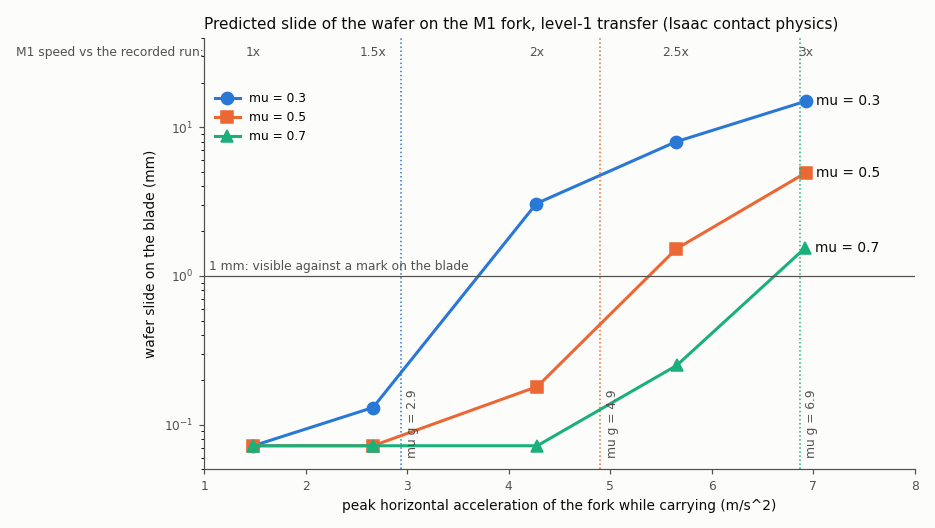 Predicted slide of the wafer on the M1 fork, level-1 transfer (Isaac contact physics)
M1 speed vs the recorded run:
1x
1.5x
2x
2.5x
3x
mu = 0.3
mu = 0.5
mu = 0.7
mu = 0.3
mu = 0.5
mu = 0.7
1 mm: visible against a mark on the blade
mu g = 2.9
mu g = 4.9
mu g = 6.9
wafer slide on the blade (mm)
10^1
10^0
10^-1
1
2
3
4
5
6
7
8
peak horizontal acceleration of the fork while carrying (m/s^2)